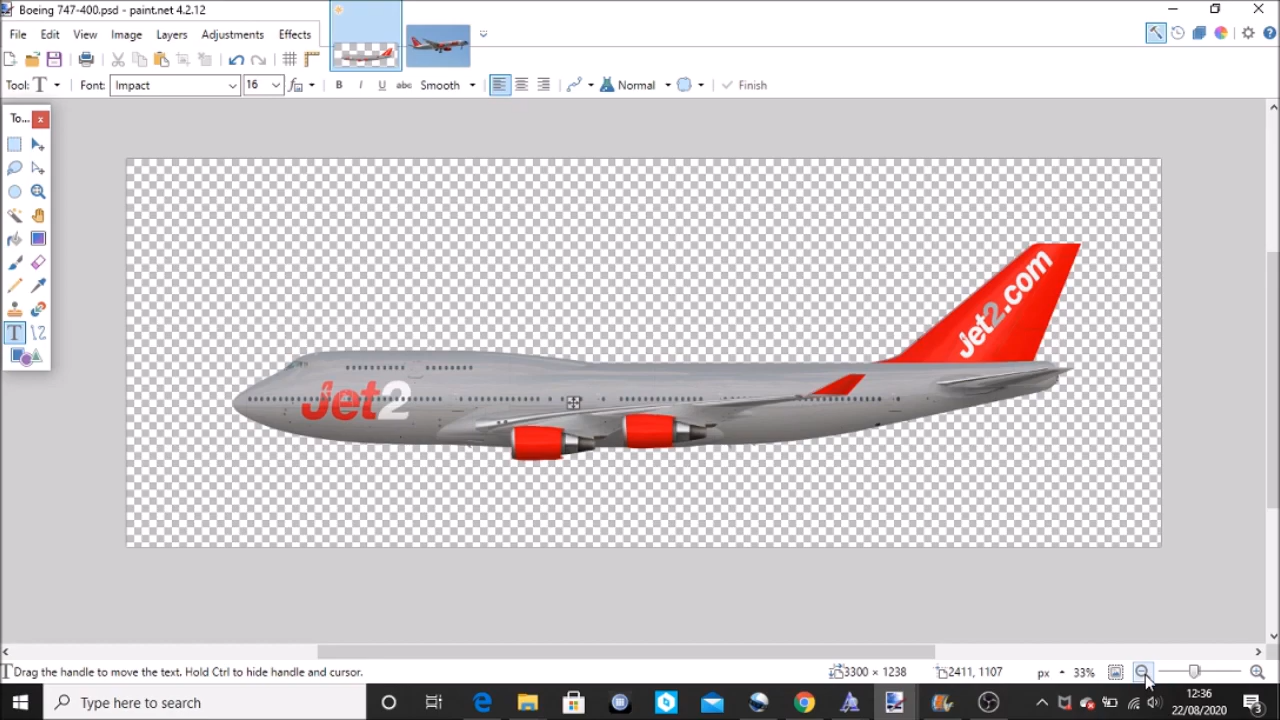 Boeing 747-400.psd - paint.net 4.2.12
File Edit View Image Layers Adjustments Effects
Tool: T Font: Impact 16 B I U abc Smooth Normal Finish
To...
Jet2.com
Jet2
Drag the handle to move the text. Hold Ctrl to hide handle and cursor.
3300 × 1238
2411, 1107
px
33%
Type here to search
12:36
22/08/2020
3